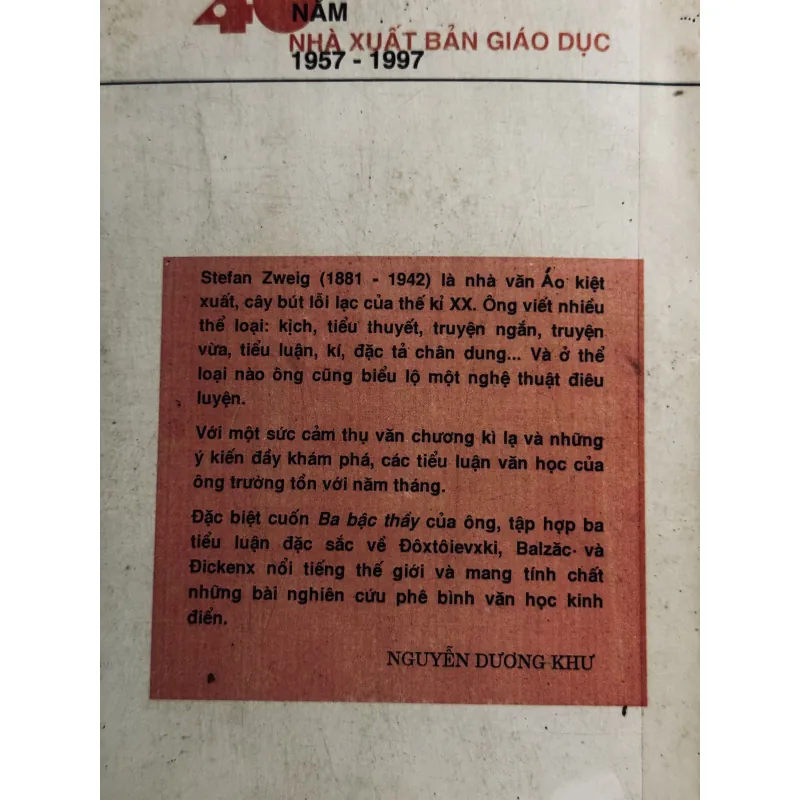 40 NĂM
NHÀ XUẤT BẢN GIÁO DỤC
1957 - 1997
Stefan Zweig (1881 - 1942) là nhà văn Áo kiệt
xuất, cây bút lỗi lạc của thế kỉ XX. Ông viết nhiều
thể loại: kịch, tiểu thuyết, truyện ngắn, truyện
vừa, tiểu luận, kí, đặc tả chân dung... Và ở thể
loại nào ông cũng biểu lộ một nghệ thuật điêu
luyện.
Với một sức cảm thụ văn chương kì lạ và những
ý kiến đầy khám phá, các tiểu luận văn học của
ông trường tồn với năm tháng.
Đặc biệt cuốn Ba bậc thầy của ông, tập hợp ba
tiểu luận đặc sắc về Đôxtôievxki, Balzăc và
Đickenx nổi tiếng thế giới và mang tính chất
những bài nghiên cứu phê bình văn học kinh
điển.
NGUYỄN DƯƠNG KHƯ